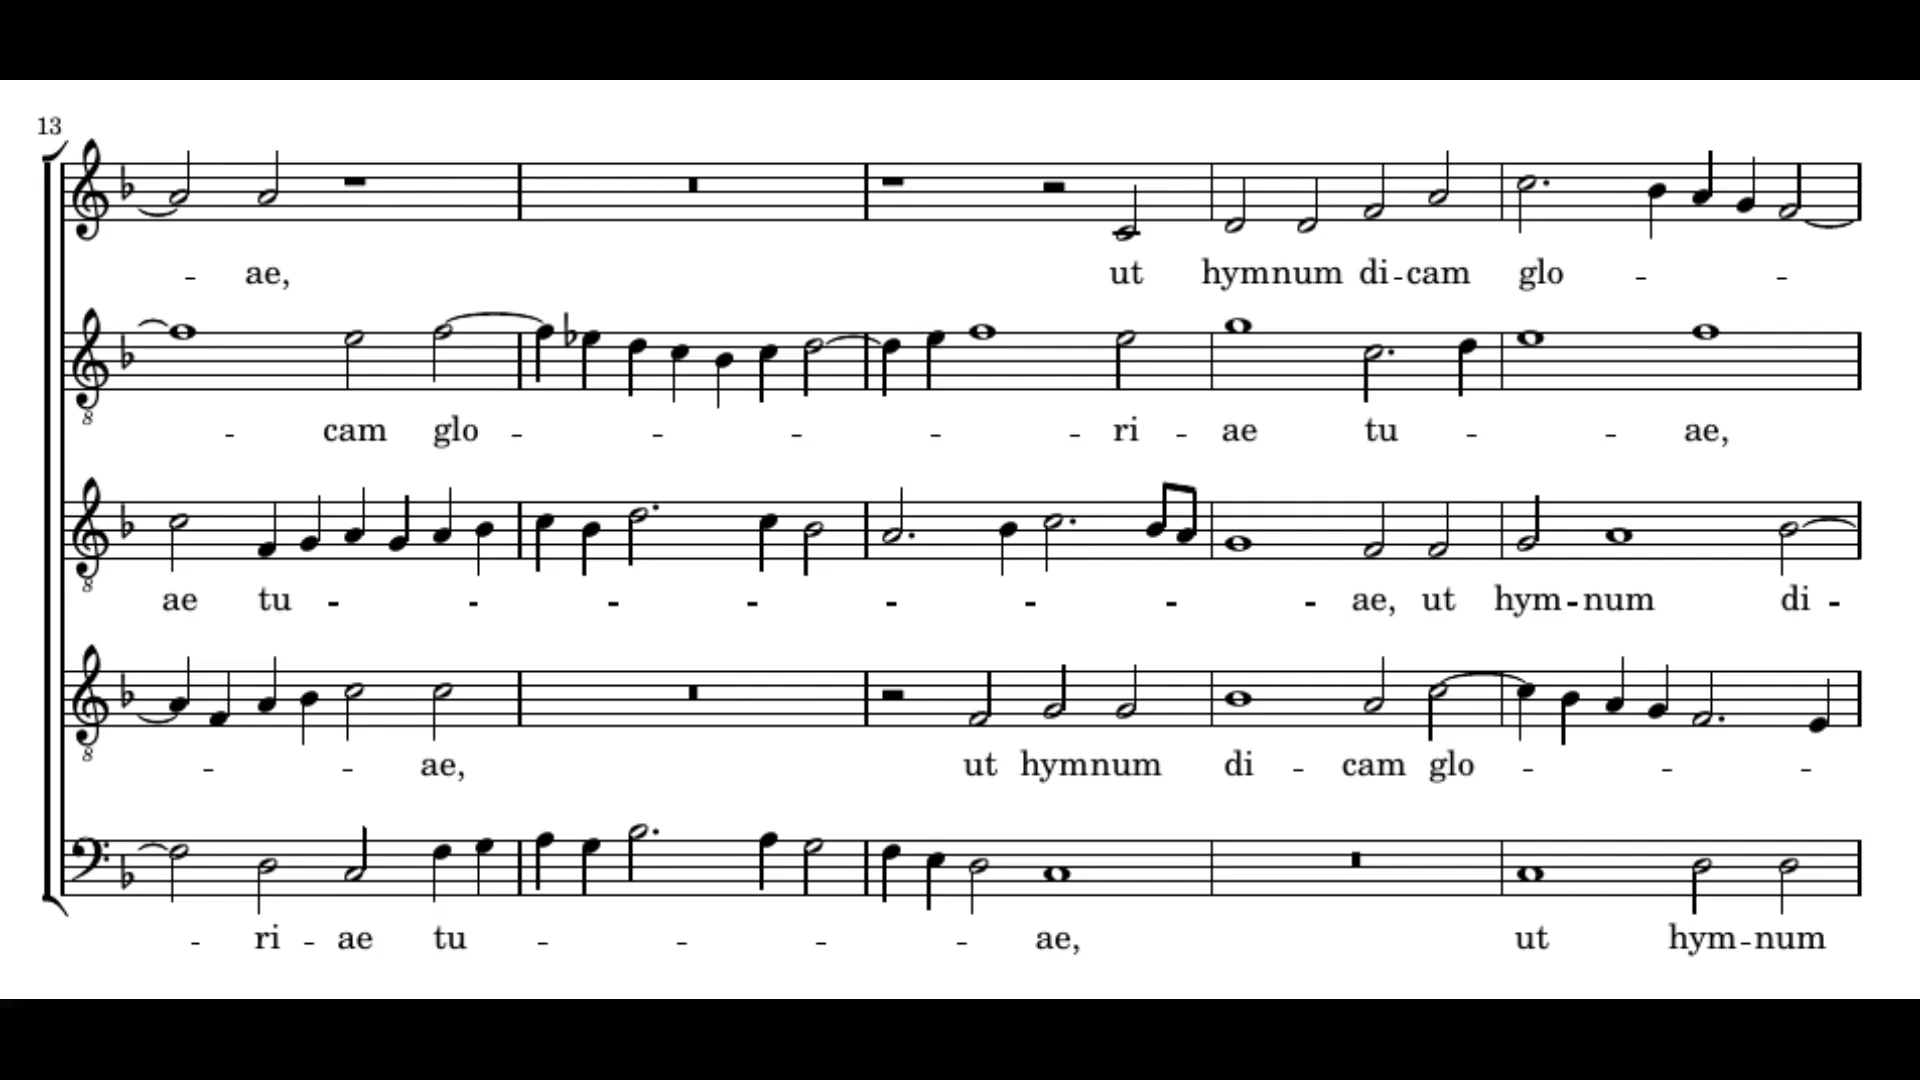 13
- ae, ut hymnum di - cam glo - -
- cam glo - - - - - ri - ae tu - - ae,
ae tu - - - - - - - - ae, ut hym - num di -
- - ae, ut hymnum di - cam glo - - -
- ri - ae tu - - - - ae, ut hym - num